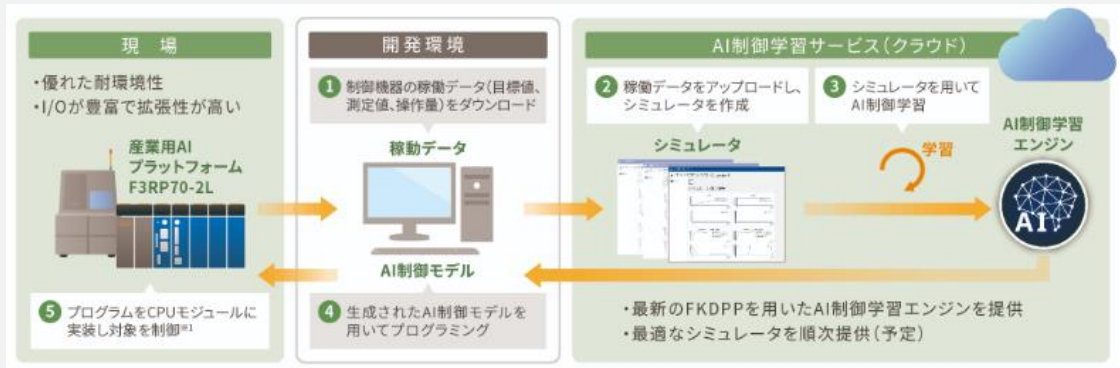 現 場
・優れた耐環境性
・I/Oが豊富で拡張性が高い
産業用AI
プラットフォーム
F3RP70-2L
5 プログラムをCPUモジュールに
実装し対象を制御※1
開発環境
1 制御機器の稼働データ(目標値、
測定値、操作量)をダウンロード
稼動データ
AI制御モデル
4 生成されたAI制御モデルを
用いてプログラミング
AI制御学習サービス(クラウド)
2 稼働データをアップロードし、
シミュレータを作成
シミュレータ
3 シミュレータを用いて
AI制御学習
学習
AI制御学習
エンジン
AI
・最新のFKDPPを用いたAI制御学習エンジンを提供
・最適なシミュレータを順次提供(予定)